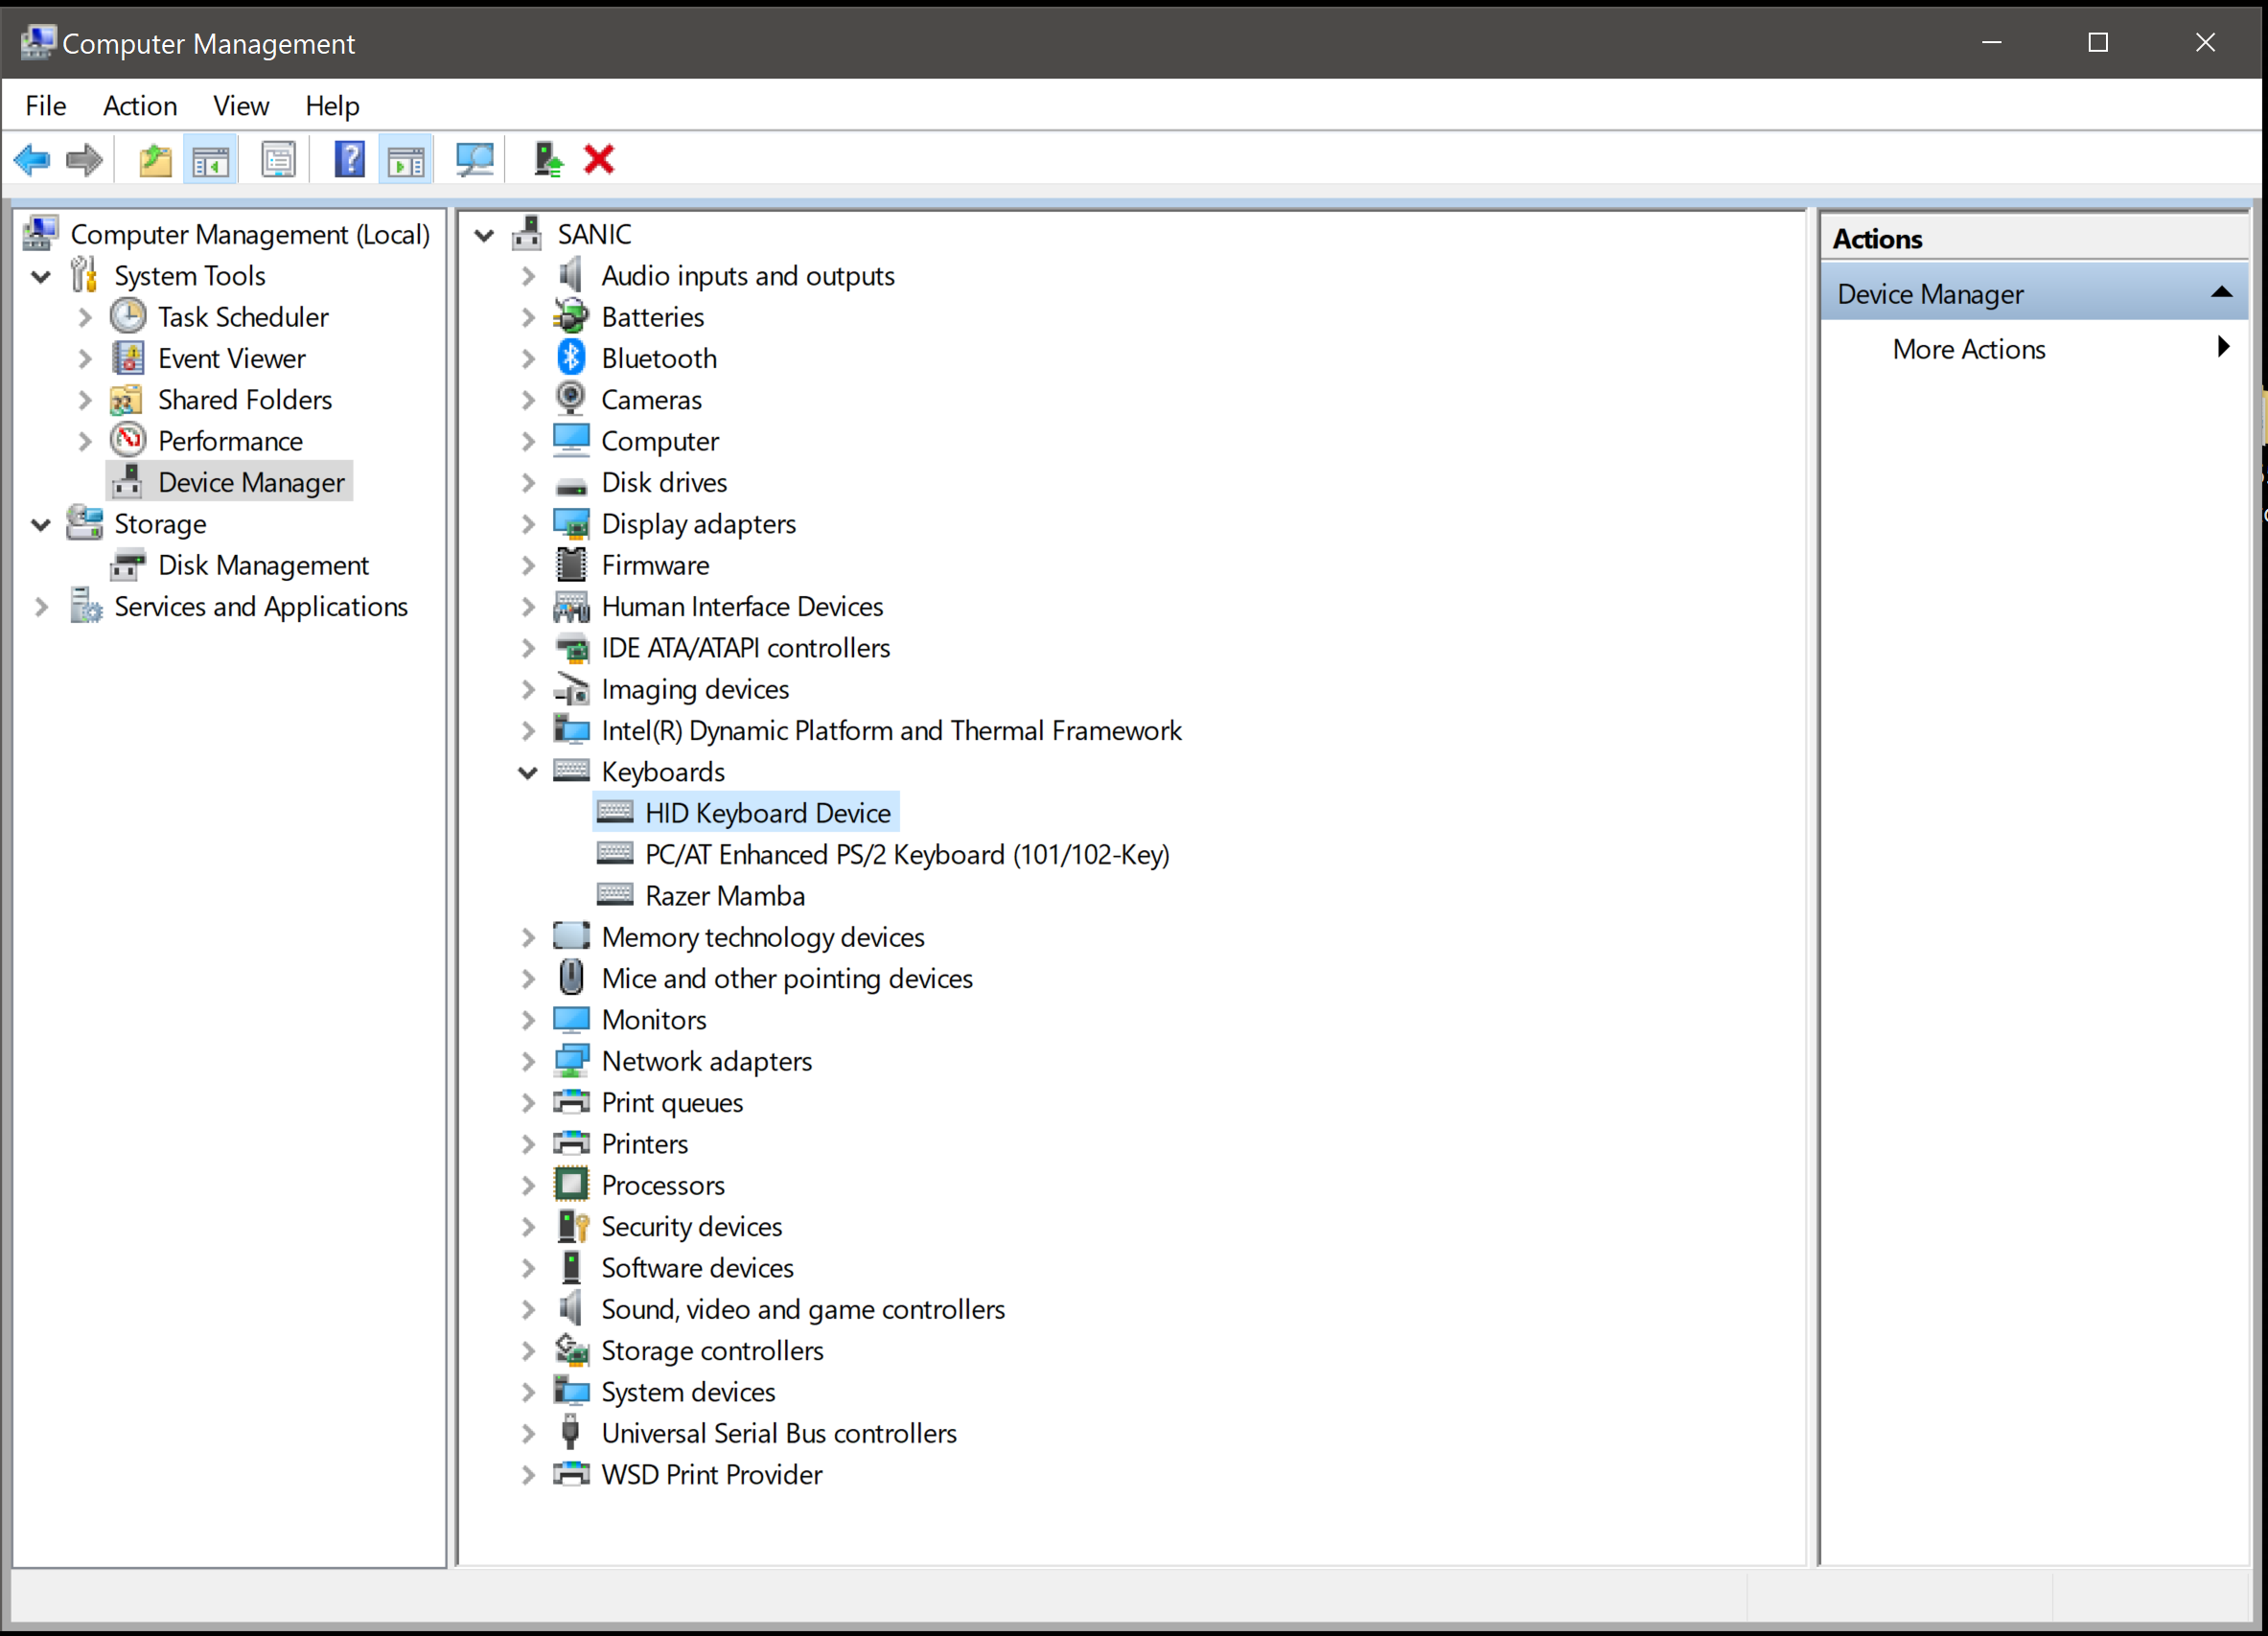 Computer Management
File Action View Help
Computer Management (Local)
System Tools
Task Scheduler
Event Viewer
Shared Folders
Performance
Device Manager
Storage
Disk Management
Services and Applications
SANIC
Audio inputs and outputs
Batteries
Bluetooth
Cameras
Computer
Disk drives
Display adapters
Firmware
Human Interface Devices
IDE ATA/ATAPI controllers
Imaging devices
Intel(R) Dynamic Platform and Thermal Framework
Keyboards
HID Keyboard Device
PC/AT Enhanced PS/2 Keyboard (101/102-Key)
Razer Mamba
Memory technology devices
Mice and other pointing devices
Monitors
Network adapters
Print queues
Printers
Processors
Security devices
Software devices
Sound, video and game controllers
Storage controllers
System devices
Universal Serial Bus controllers
WSD Print Provider
Actions
Device Manager
More Actions